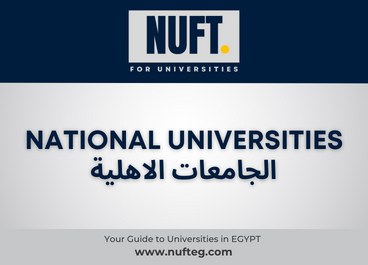 NUFT.
FOR UNIVERSITIES
NATIONAL UNIVERSITIES
الجامعات الاهلية
Your Guide to Universities in EGYPT
www.nufteg.com